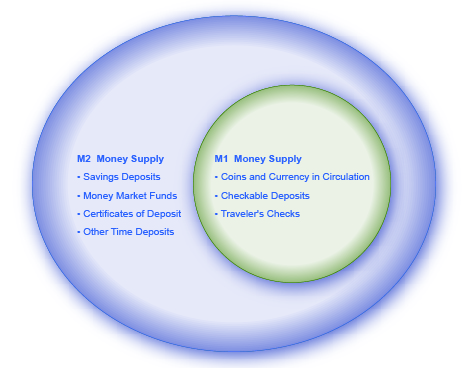 M2 Money Supply
• Savings Deposits
• Money Market Funds
• Certificates of Deposit
• Other Time Deposits
M1 Money Supply
• Coins and Currency in Circulation
• Checkable Deposits
• Traveler's Checks